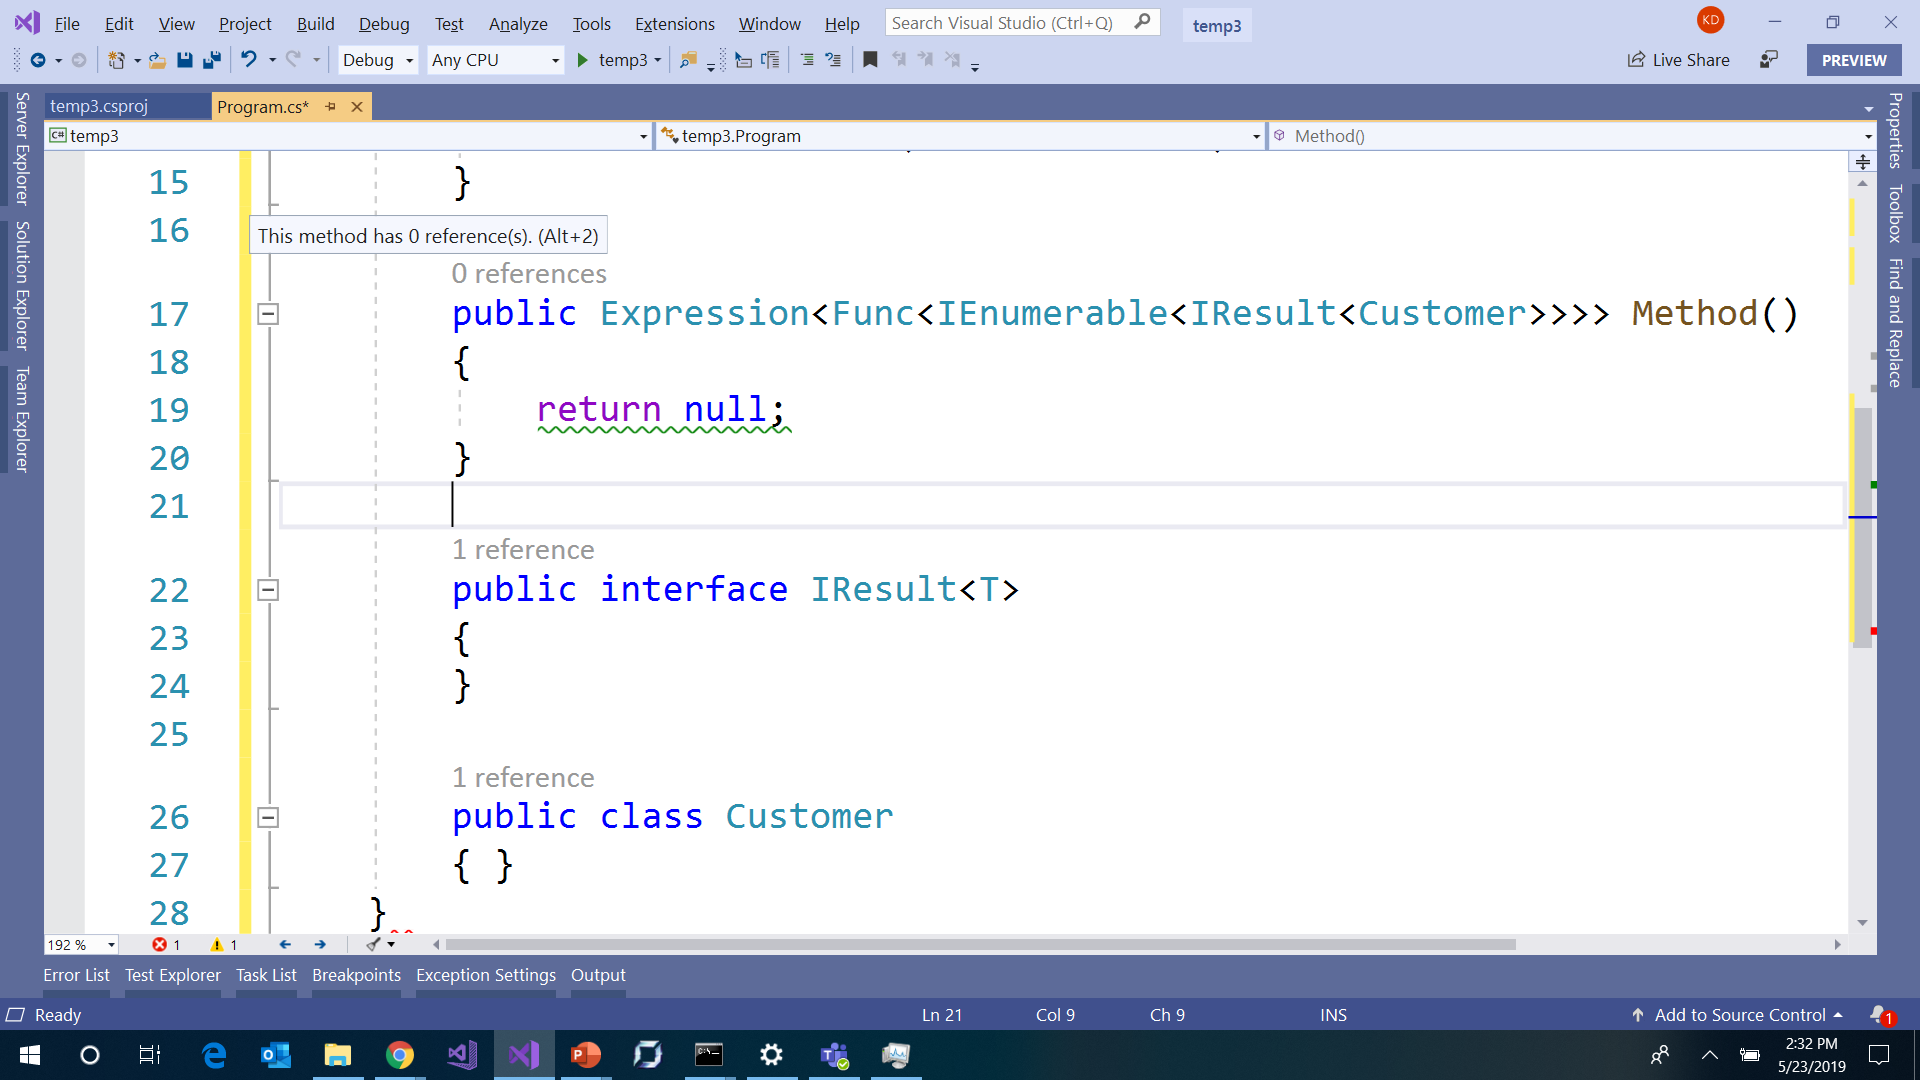 File Edit View Project Build Debug Test Analyze Tools Extensions Window Help Search Visual Studio (Ctrl+Q) temp3 KD
Debug Any CPU temp3 Live Share PREVIEW
temp3.csproj Program.cs*
C# temp3 temp3.Program Method()
Server Explorer
Solution Explorer
Team Explorer
Properties
Toolbox
Find and Replace
15 }
16
This method has 0 reference(s). (Alt+2)
0 references
17 public Expression<Func<IEnumerable<IResult<Customer>>>> Method()
18 {
19 return null;
20 }
21
1 reference
22 public interface IResult<T>
23 {
24 }
25
1 reference
26 public class Customer
27 { }
28 }
192 % 1 1
Error List Test Explorer Task List Breakpoints Exception Settings Output
Ready Ln 21 Col 9 Ch 9 INS Add to Source Control 1
2:32 PM
5/23/2019